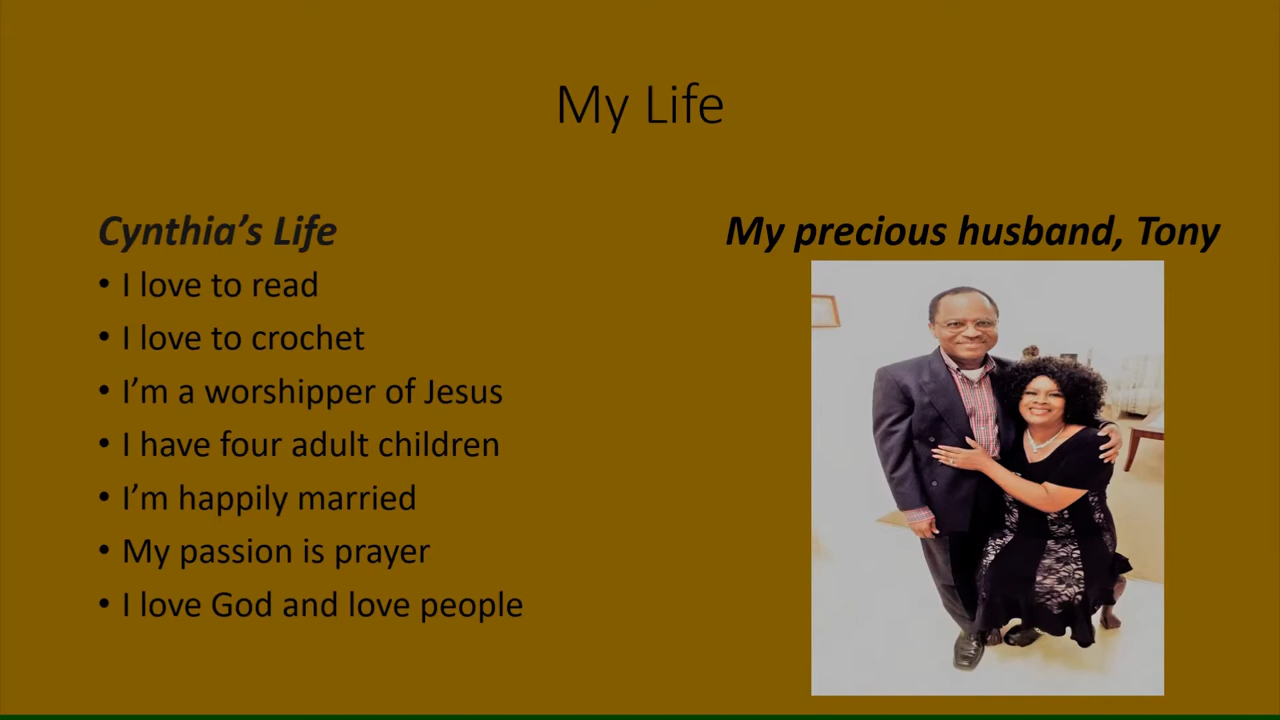 My Life
Cynthia’s Life
• I love to read
• I love to crochet
• I’m a worshipper of Jesus
• I have four adult children
• I’m happily married
• My passion is prayer
• I love God and love people
My precious husband, Tony